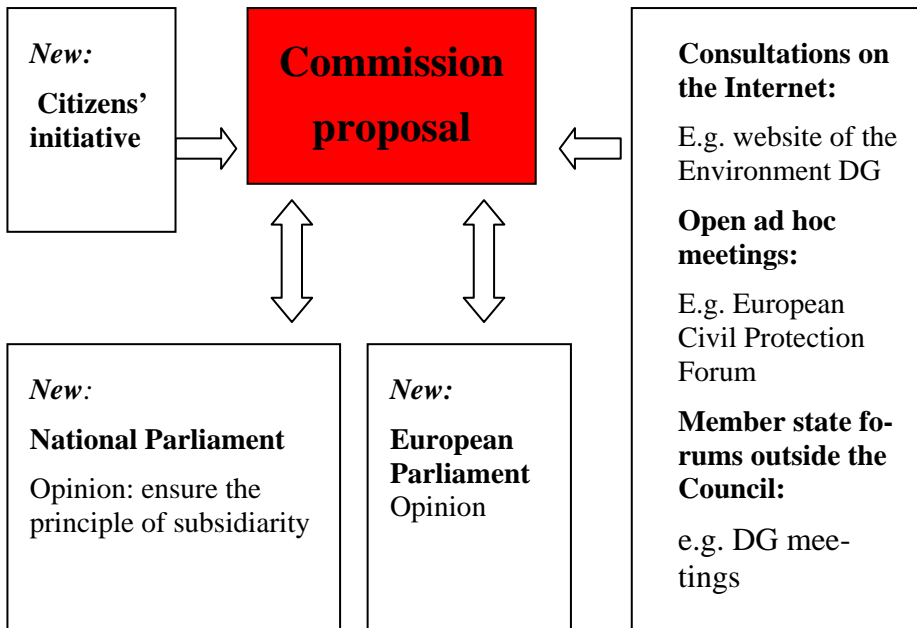 New:
Citizens'
initiative
Commission
proposal
Consultations on
the Internet:
E.g. website of the
Environment DG
Open ad hoc
meetings:
E.g. European
Civil Protection
Forum
Member state fo-
rums outside the
Council:
e.g. DG mee-
tings
New:
National Parliament
Opinion: ensure the
principle of subsidiarity
New:
European
Parliament
Opinion